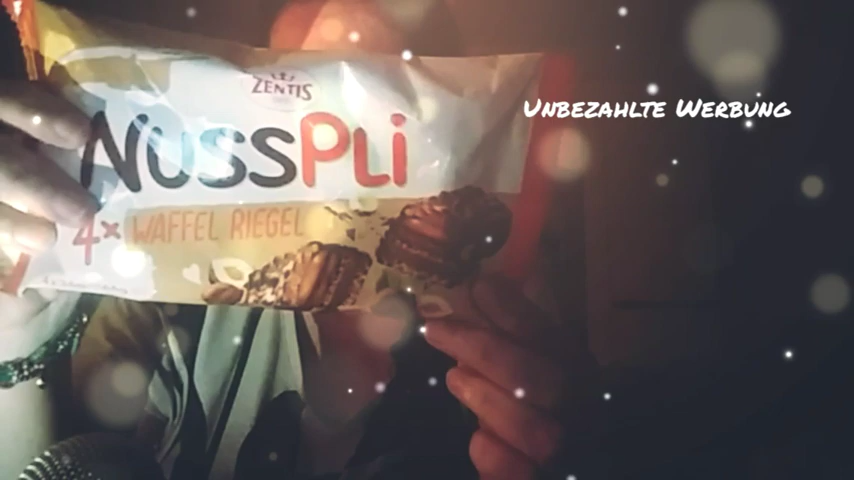 ZENTIS
NUSSPLi
4x WAFFEL RIEGEL
UNBEZAHLTE WERBUNG